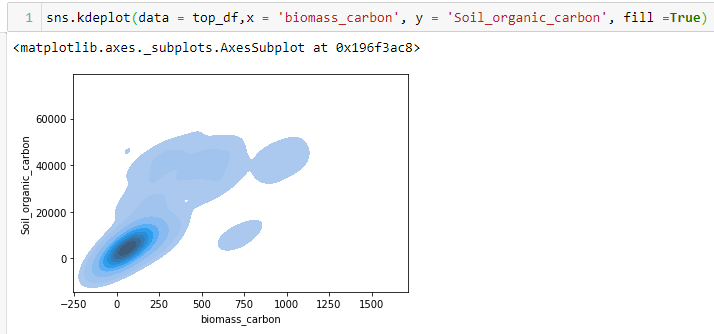 1 sns.kdeplot(data = top_df,x = 'biomass_carbon', y = 'Soil_organic_carbon', fill =True)
<matplotlib.axes._subplots.AxesSubplot at 0x196f3ac8>
60000
40000
20000
0
Soil_organic_carbon
-250 0 250 500 750 1000 1250 1500
biomass_carbon